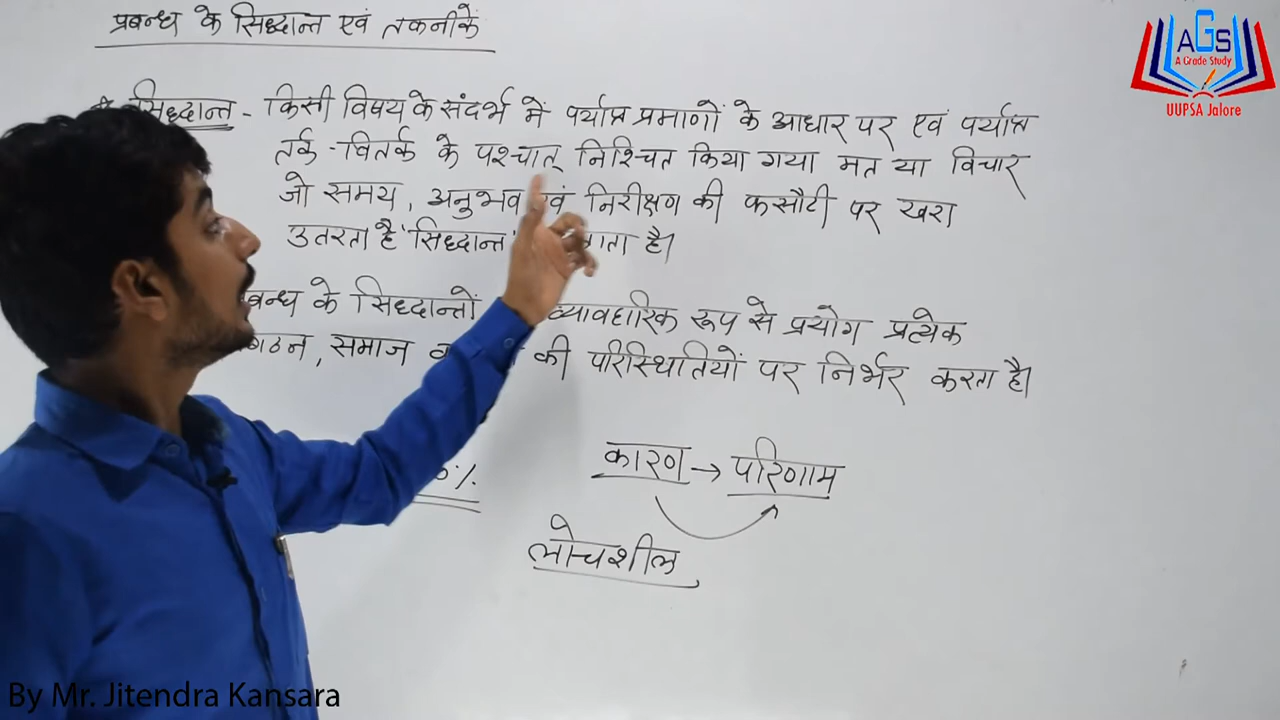 प्रबन्ध के सिध्दान्त एवं तकनीकें
सिध्दान्त - किसी विषय के संदर्भ में पर्याप्त प्रमाणों के आधार पर एवं पर्याप्त
तर्क - वितर्क के पश्चात् निश्चित किया गया मत या विचार
जो समय, अनुभव एवं निरीक्षण की कसौटी पर खरा
उतरता है 'सिध्दान्त' है।
के सिध्दान्तों व्यावहारिक रूप से प्रयोग प्रत्येक
समाज की परिस्थितियों पर निर्भर करता है।
कारण → परिणाम
लोचशील
AGS
A Grade Study
UUPSA Jalore
By Mr. Jitendra Kansara